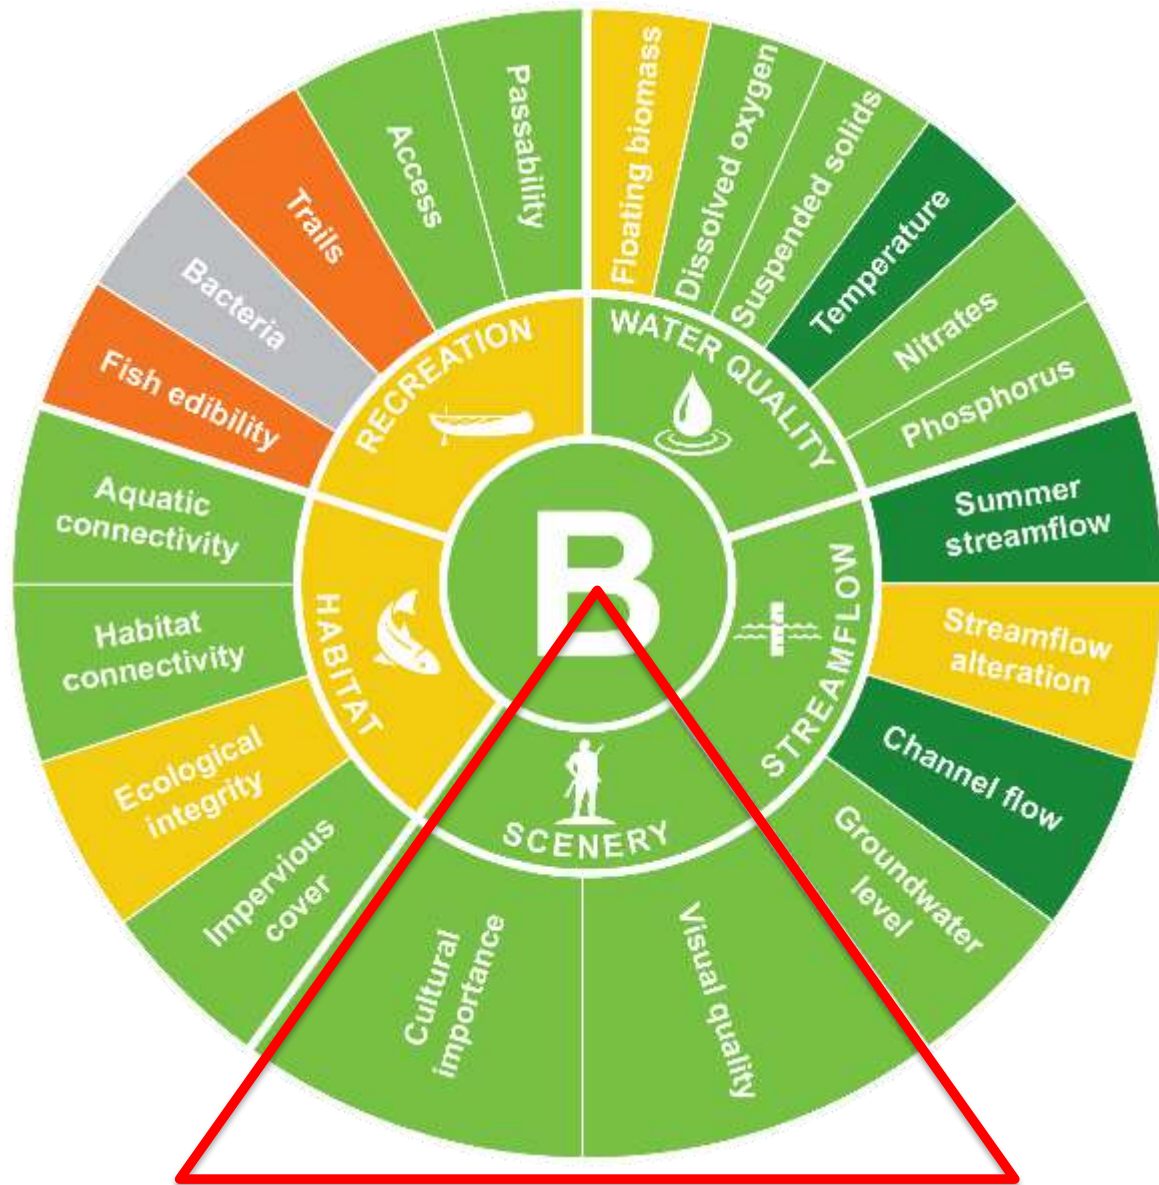 Floating biomass
Dissolved oxygen
Suspended solids
Temperature
Nitrates
Phosphorus
Summer
streamflow
Streamflow
alteration
Channel flow
Groundwater
level
Visual quality
Cultural
importance
Impervious
cover
Ecological
integrity
Habitat
connectivity
Aquatic
connectivity
Fish edibility
Bacteria
Trails
Access
Passability
WATER QUALITY
STREAMFLOW
SCENERY
HABITAT
RECREATION
B